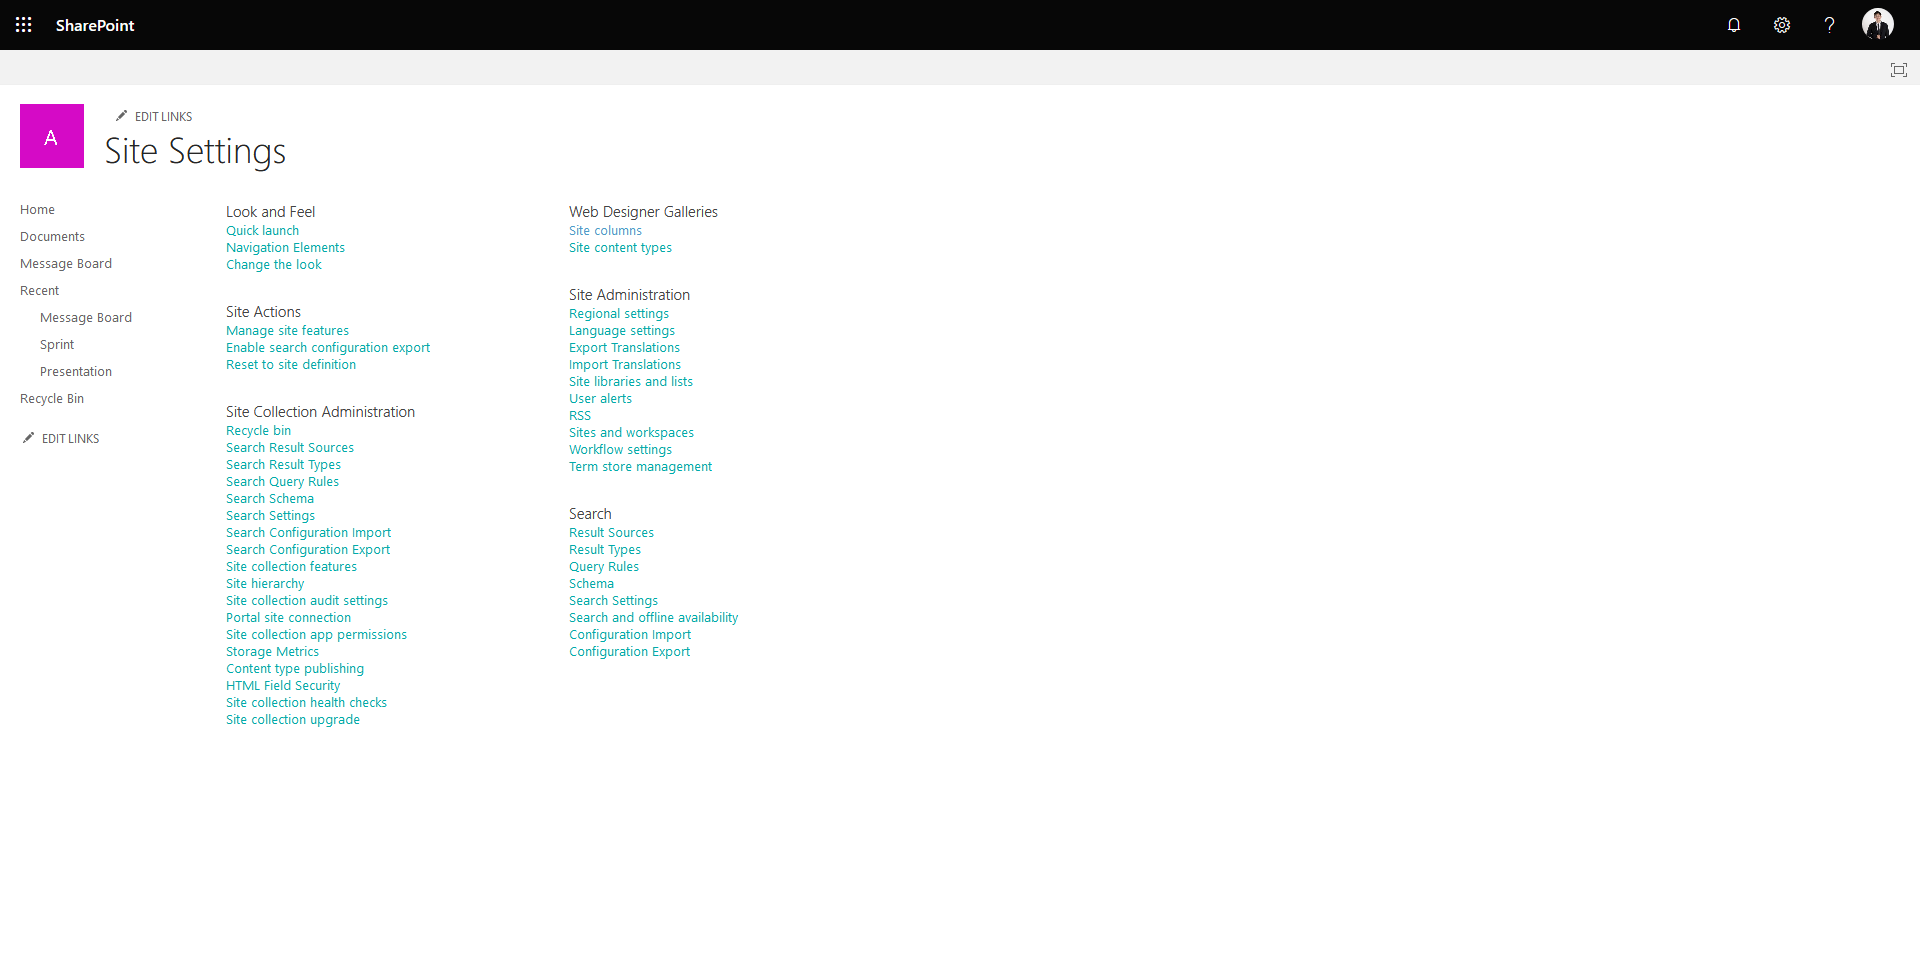 SharePoint
A
EDIT LINKS
Site Settings
Home
Documents
Message Board
Recent
Message Board
Sprint
Presentation
Recycle Bin
EDIT LINKS
Look and Feel
Quick launch
Navigation Elements
Change the look
Site Actions
Manage site features
Enable search configuration export
Reset to site definition
Site Collection Administration
Recycle bin
Search Result Sources
Search Result Types
Search Query Rules
Search Schema
Search Settings
Search Configuration Import
Search Configuration Export
Site collection features
Site hierarchy
Site collection audit settings
Portal site connection
Site collection app permissions
Storage Metrics
Content type publishing
HTML Field Security
Site collection health checks
Site collection upgrade
Web Designer Galleries
Site columns
Site content types
Site Administration
Regional settings
Language settings
Export Translations
Import Translations
Site libraries and lists
User alerts
RSS
Sites and workspaces
Workflow settings
Term store management
Search
Result Sources
Result Types
Query Rules
Schema
Search Settings
Search and offline availability
Configuration Import
Configuration Export